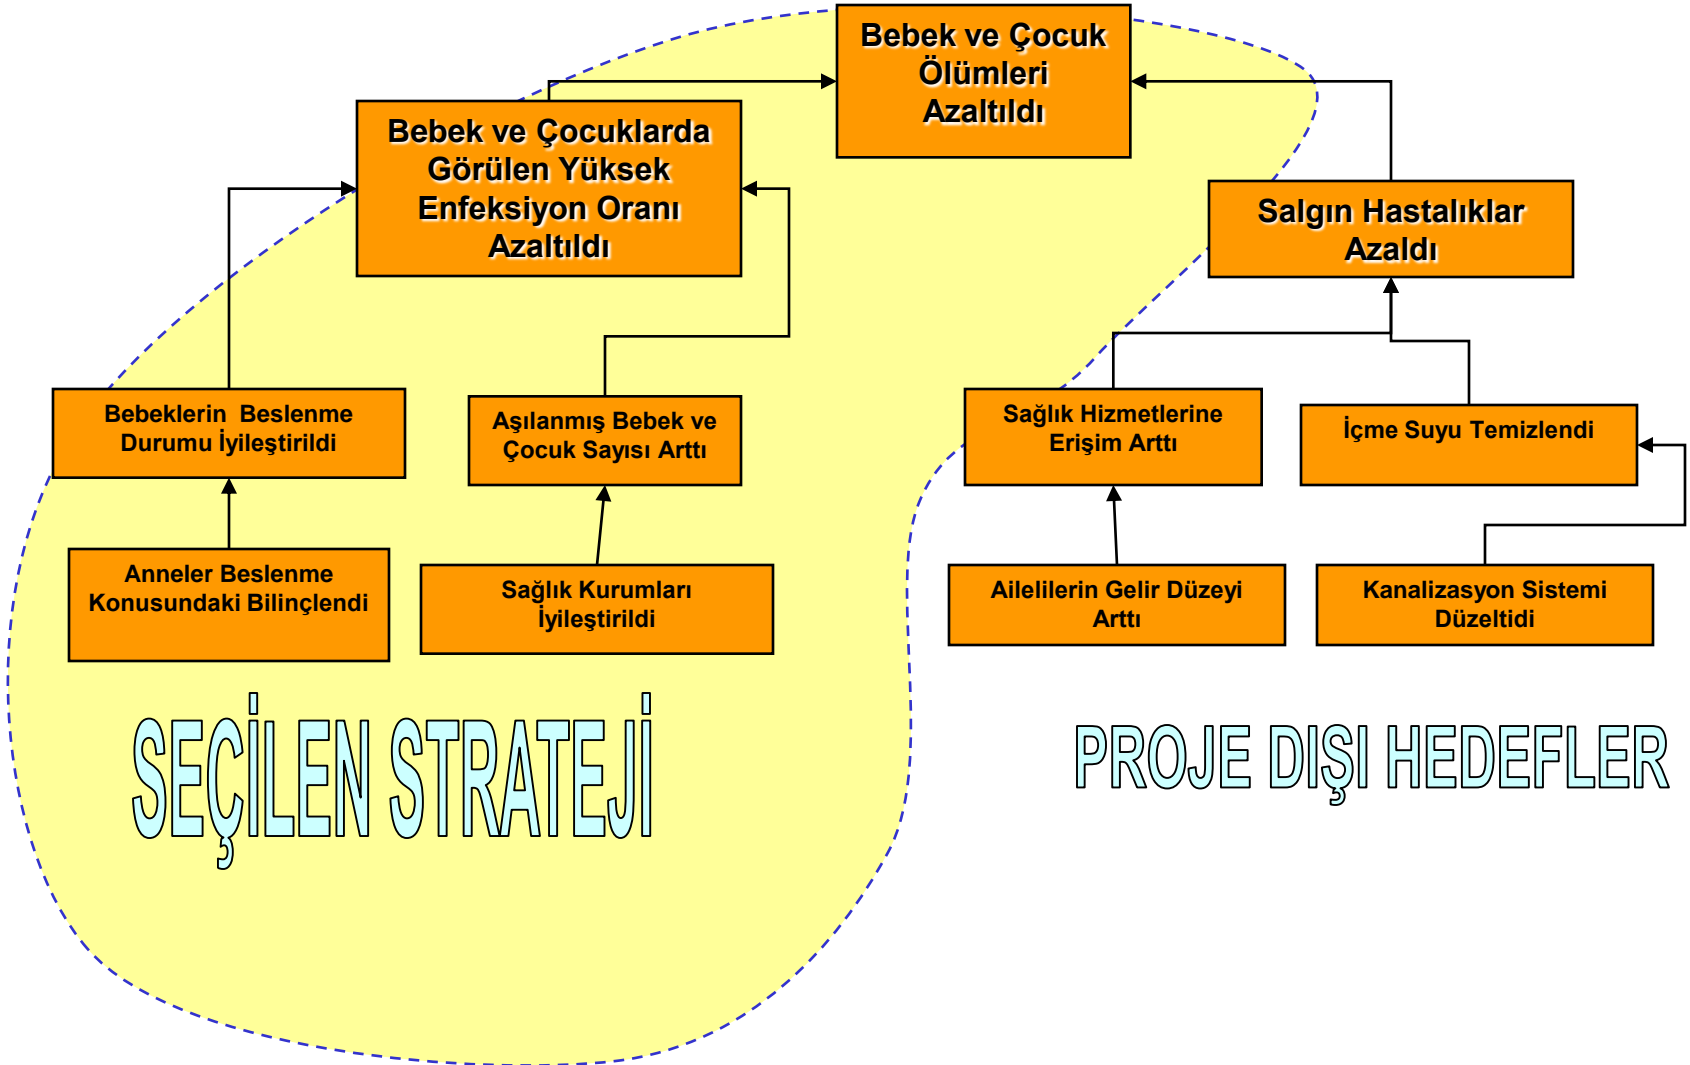 Bebek ve Çocuk
Ölümleri
Azaltıldı
Bebek ve Çocuklarda
Görülen Yüksek
Enfeksiyon Oranı
Azaltıldı
Salgın Hastalıklar
Azaldı
Bebeklerin Beslenme
Durumu İyileştirildi
Aşılanmış Bebek ve
Çocuk Sayısı Arttı
Sağlık Hizmetlerine
Erişim Arttı
İçme Suyu Temizlendi
Anneler Beslenme
Konusundaki Bilinçlendi
Sağlık Kurumları
İyileştirildi
Ailelilerin Gelir Düzeyi
Arttı
Kanalizasyon Sistemi
Düzeltidi
SEÇİLEN STRATEJİ
PROJE DIŞI HEDEFLER